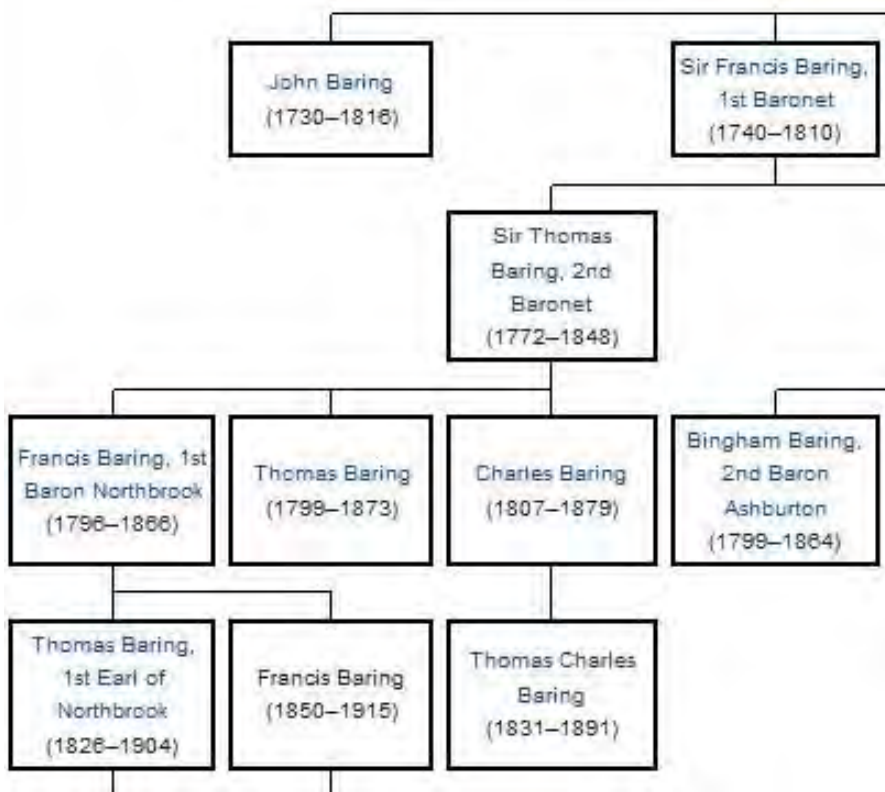 John Baring
(1730–1816)
Sir Francis Baring,
1st Baronet
(1740–1810)
Sir Thomas
Baring, 2nd
Baronet
(1772–1848)
Francis Baring, 1st
Baron Northbrook
(1796–1866)
Thomas Baring
(1799–1873)
Charles Baring
(1807–1879)
Bingham Baring,
2nd Baron
Ashburton
(1799–1864)
Thomas Baring,
1st Earl of
Northbrook
(1826–1904)
Francis Baring
(1850–1915)
Thomas Charles
Baring
(1831–1891)